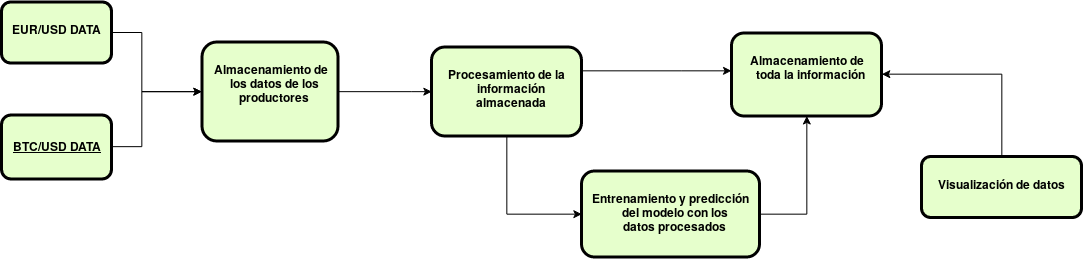 EUR/USD DATA
BTC/USD DATA
Almacenamiento de
los datos de los
productores
Procesamiento de la
información
almacenada
Almacenamiento de
toda la información
Entrenamiento y predicción
del modelo con los
datos procesados
Visualización de datos